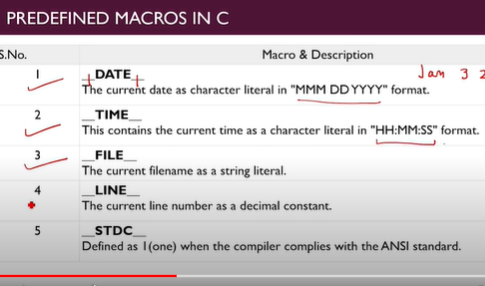 PREDEFINED MACROS IN C
S.No. Macro & Description
1 __DATE__ Jan 3
The current date as character literal in "MMM DD YYYY" format.
2 __TIME__
This contains the current time as a character literal in "HH:MM:SS" format.
3 __FILE__
The current filename as a string literal.
4 __LINE__
The current line number as a decimal constant.
5 __STDC__
Defined as 1(one) when the compiler complies with the ANSI standard.